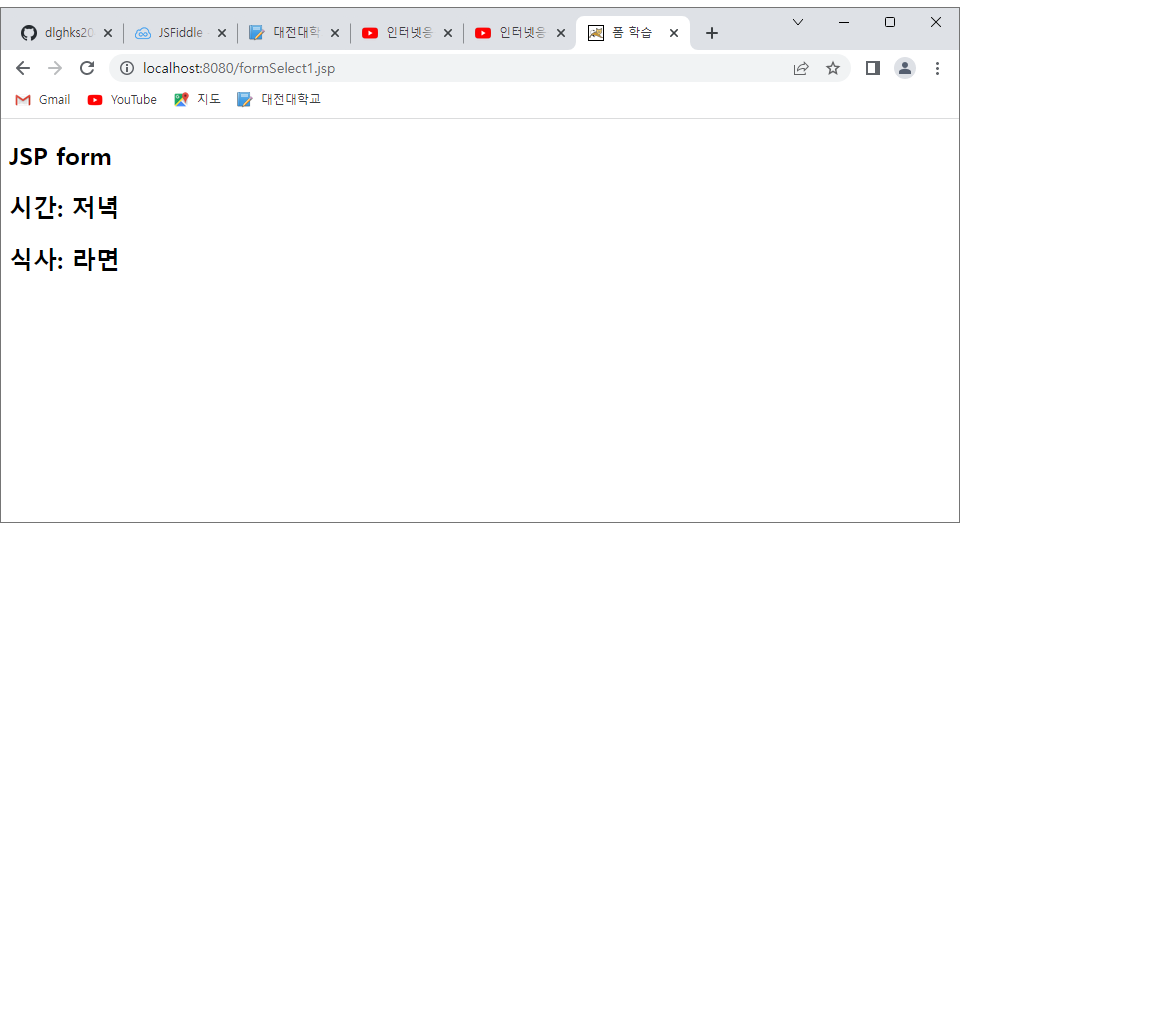 dlghks20
JSFiddle
대전대학
인터넷응
인터넷응
폼 학습
localhost:8080/formSelect1.jsp
Gmail
YouTube
지도
대전대학교
JSP form
시간: 저녁
식사: 라면